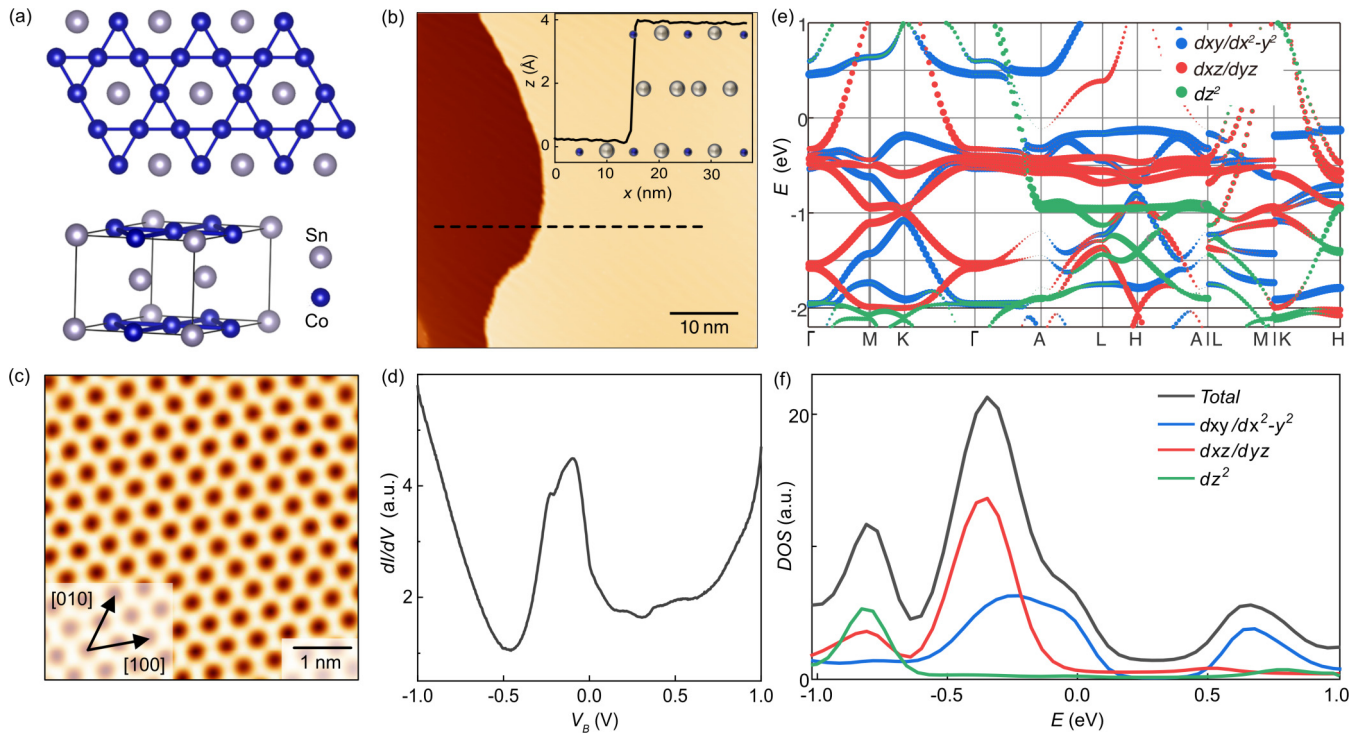 (a)
Sn
Co
(b)
z (Å)
4
2
0
0 10 20 30
x (nm)
10 nm
(c)
[010]
[100]
1 nm
(d)
dI/dV (a.u.)
4
2
-1.0 -0.5 0.0 0.5 1.0
V_B (V)
(e)
dxy/dx²-y²
dxz/dyz
dz²
E (eV)
0
-1
-2
Γ M K Γ A L H A|L M|K H
(f)
Total
dxy/dx²-y²
dxz/dyz
dz²
DOS (a.u.)
20
0
-1.0 -0.5 0.0 0.5 1.0
E (eV)